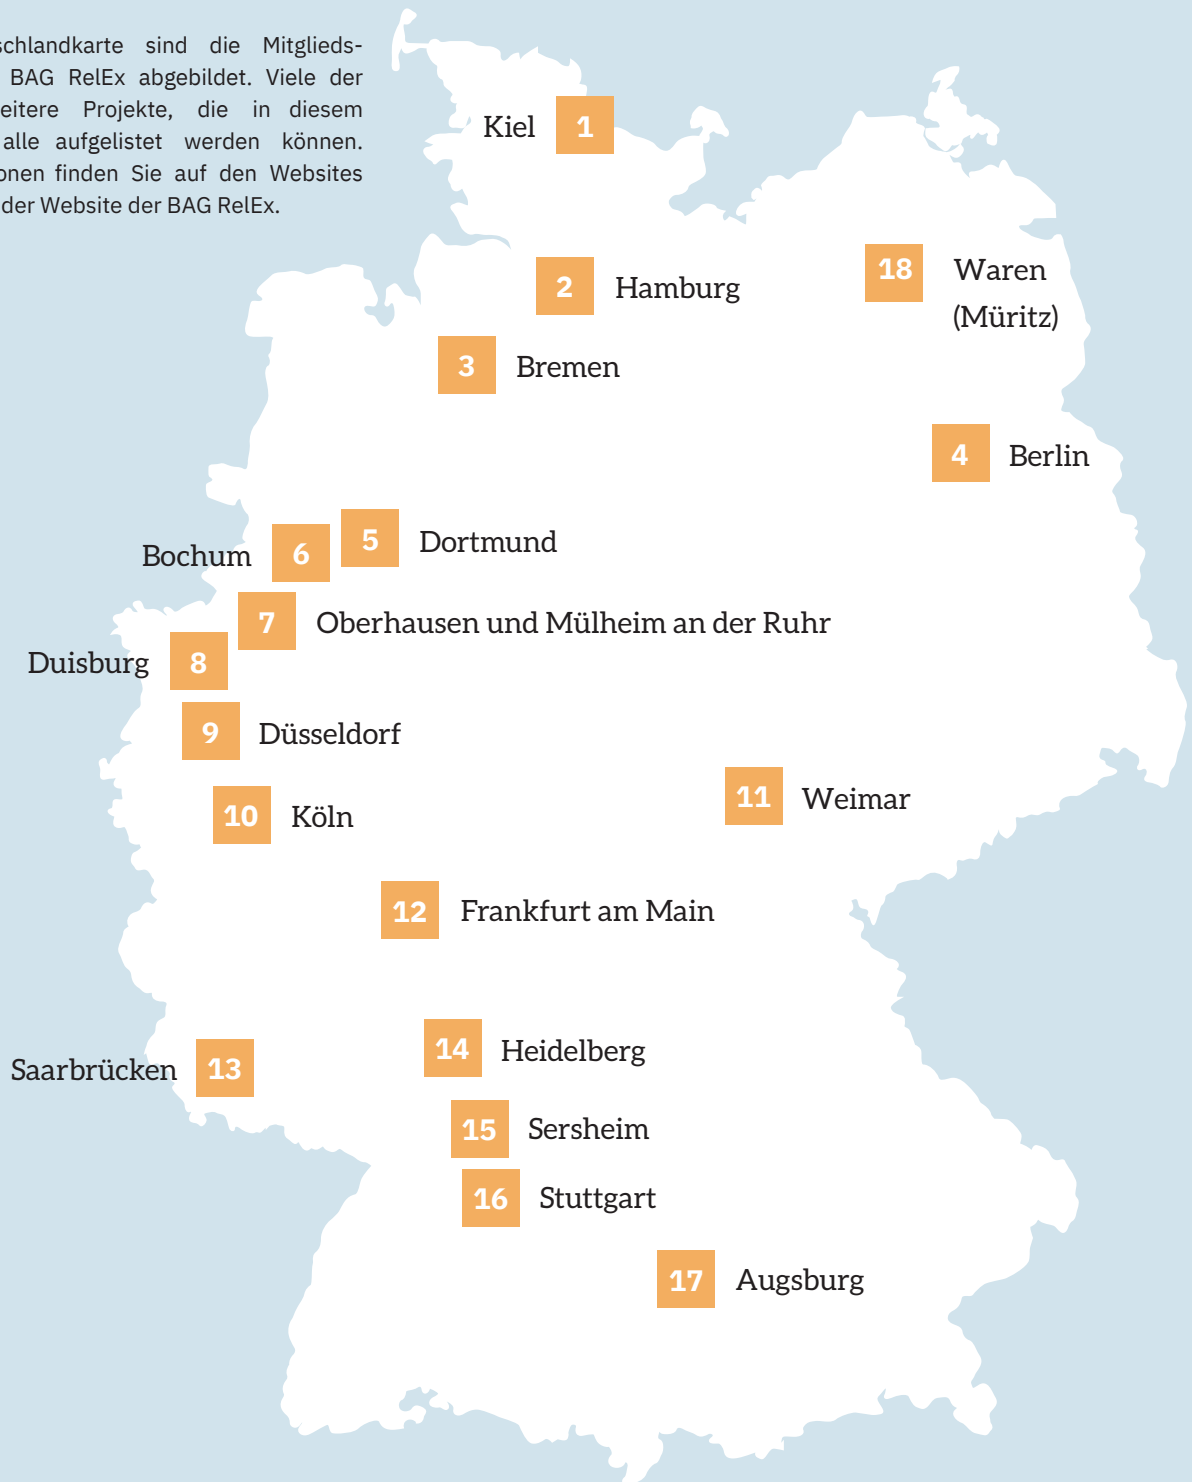 schlandkarte sind die Mitglieds-
BAG RelEx abgebildet. Viele der
eitere Projekte, die in diesem
alle aufgelistet werden können.
onen finden Sie auf den Websites
der Website der BAG RelEx.
Kiel 1
2 Hamburg
18 Waren
(Müritz)
3 Bremen
4 Berlin
5 Dortmund
Bochum 6
7 Oberhausen und Mülheim an der Ruhr
Duisburg 8
9 Düsseldorf
11 Weimar
10 Köln
12 Frankfurt am Main
14 Heidelberg
Saarbrücken 13
15 Sersheim
16 Stuttgart
17 Augsburg